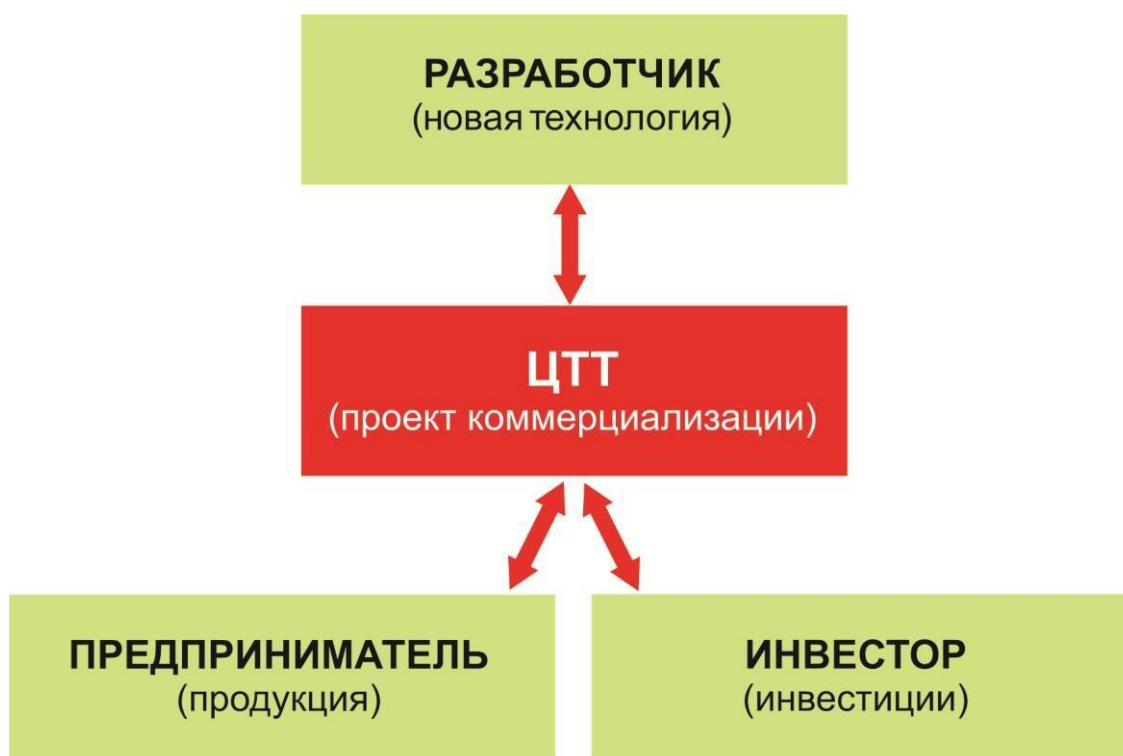 РАЗРАБОТЧИК
(новая технология)
ЦТТ
(проект коммерциализации)
ПРЕДПРИНИМАТЕЛЬ
(продукция)
ИНВЕСТОР
(инвестиции)